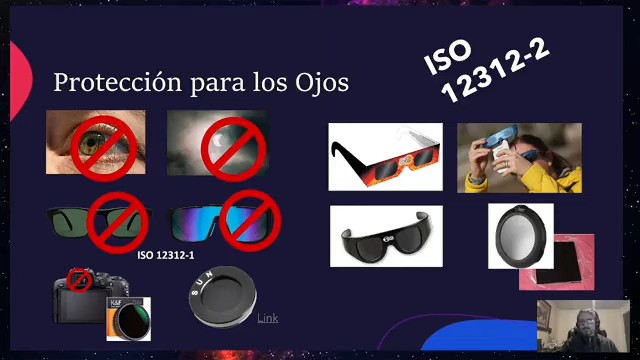 Protección para los Ojos
ISO
12312-2
ISO 12312-1
K&F
SUN
Link